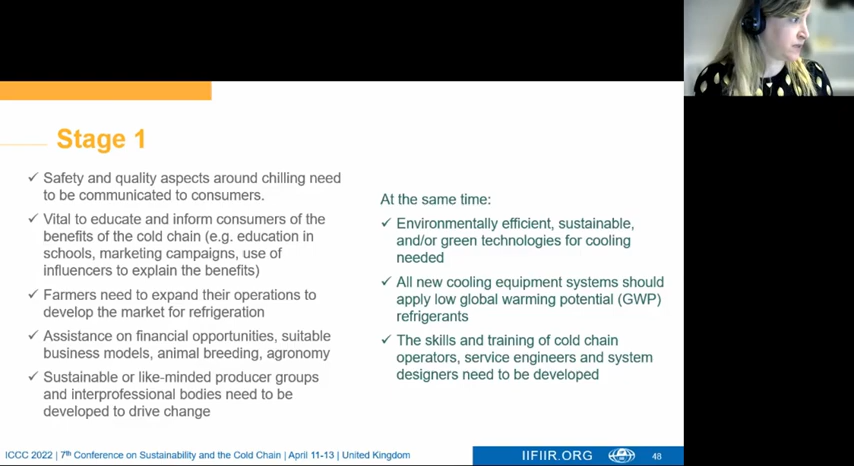 Stage 1
✓ Safety and quality aspects around chilling need
to be communicated to consumers.
✓ Vital to educate and inform consumers of the
benefits of the cold chain (e.g. education in
schools, marketing campaigns, use of
influencers to explain the benefits)
✓ Farmers need to expand their operations to
develop the market for refrigeration
✓ Assistance on financial opportunities, suitable
business models, animal breeding, agronomy
✓ Sustainable or like-minded producer groups
and interprofessional bodies need to be
developed to drive change
At the same time:
✓ Environmentally efficient, sustainable,
and/or green technologies for cooling
needed
✓ All new cooling equipment systems should
apply low global warming potential (GWP)
refrigerants
✓ The skills and training of cold chain
operators, service engineers and system
designers need to be developed
ICCC 2022 | 7th Conference on Sustainability and the Cold Chain | April 11-13 | United Kingdom
IIFIIR.ORG
48